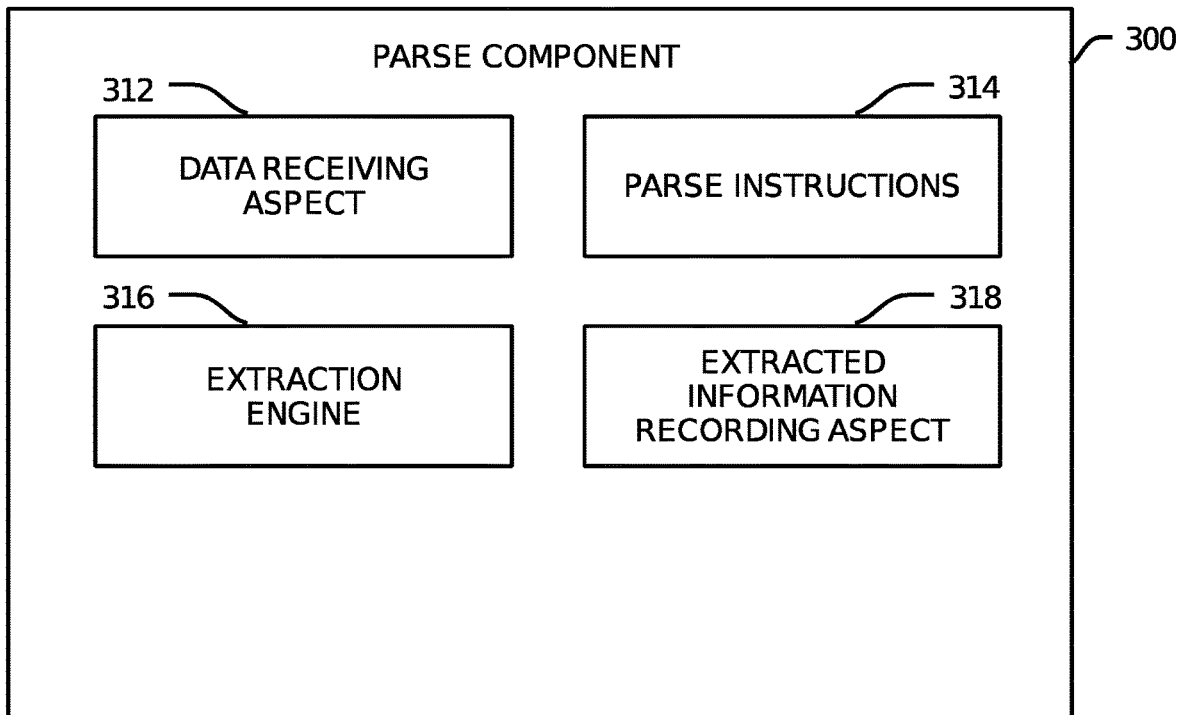 PARSE COMPONENT
300
312
314
DATA RECEIVING
ASPECT
PARSE INSTRUCTIONS
316
318
EXTRACTION
ENGINE
EXTRACTED
INFORMATION
RECORDING ASPECT